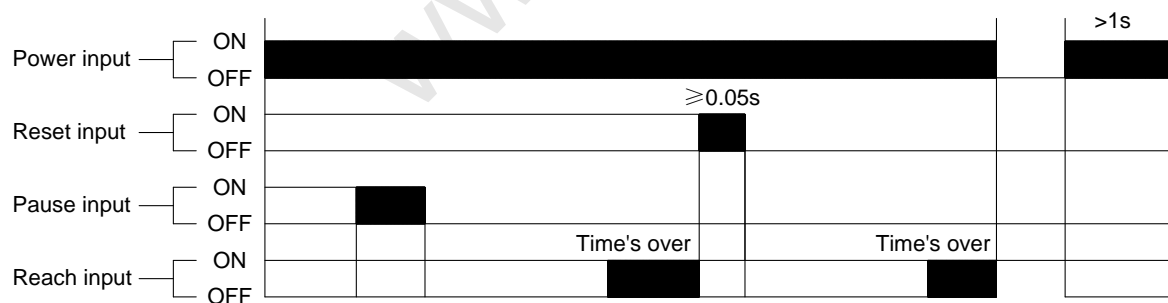 >1s
Power input
ON
OFF
≥0.05s
Reset input
ON
OFF
Pause input
ON
OFF
Time's over
Time's over
Reach input
ON
OFF